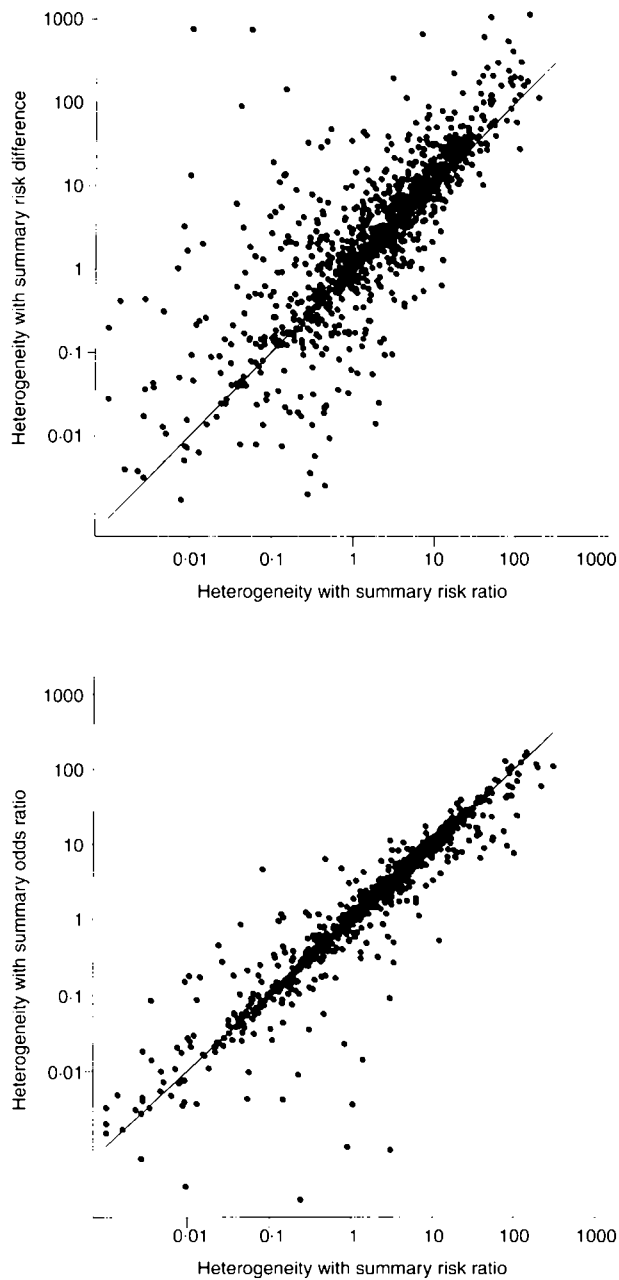 1000
100
10
1
0·1
0·01
Heterogeneity with summary risk difference
0·01 0·1 1 10 100 1000
Heterogeneity with summary risk ratio
1000
100
10
1
0·1
0·01
Heterogeneity with summary odds ratio
0·01 0·1 1 10 100 1000
Heterogeneity with summary risk ratio